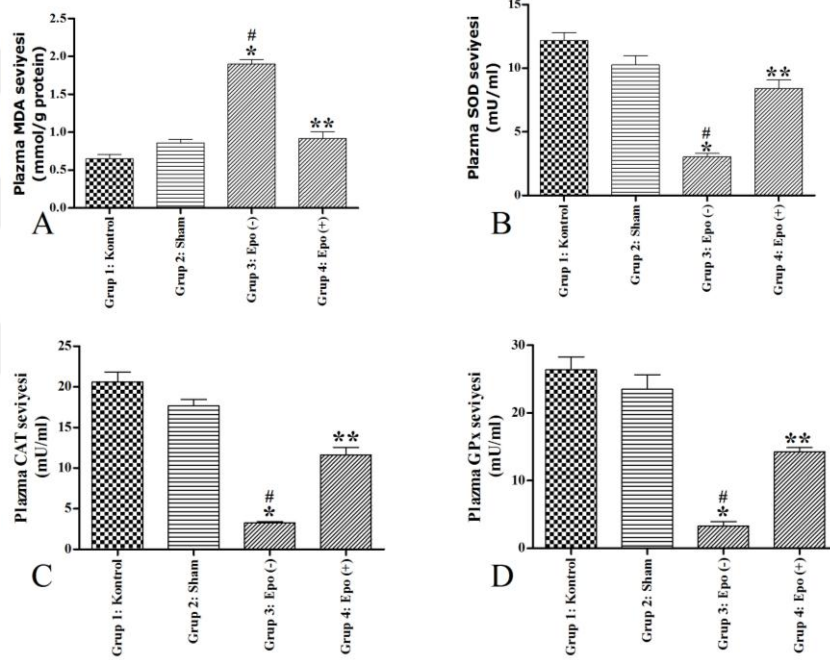 Plazma MDA seviyesi
(mmol/g protein)
2.5
2.0
1.5
1.0
0.5
0.0
#
*
**
Grup 1: Kontrol
Grup 2: Sham
Grup 3: Epo (-)
Grup 4: Epo (+)
A
Plazma SOD seviyesi
(mU/ml)
15
10
5
0
#
*
**
Grup 1: Kontrol
Grup 2: Sham
Grup 3: Epo (-)
Grup 4: Epo (+)
B
Plazma CAT seviyesi
(mU/ml)
25
20
15
10
5
0
#
*
**
Grup 1: Kontrol
Grup 2: Sham
Grup 3: Epo (-)
Grup 4: Epo (+)
C
Plazma GPx seviyesi
(mU/ml)
30
20
10
0
#
*
**
Grup 1: Kontrol
Grup 2: Sham
Grup 3: Epo (-)
Grup 4: Epo (+)
D